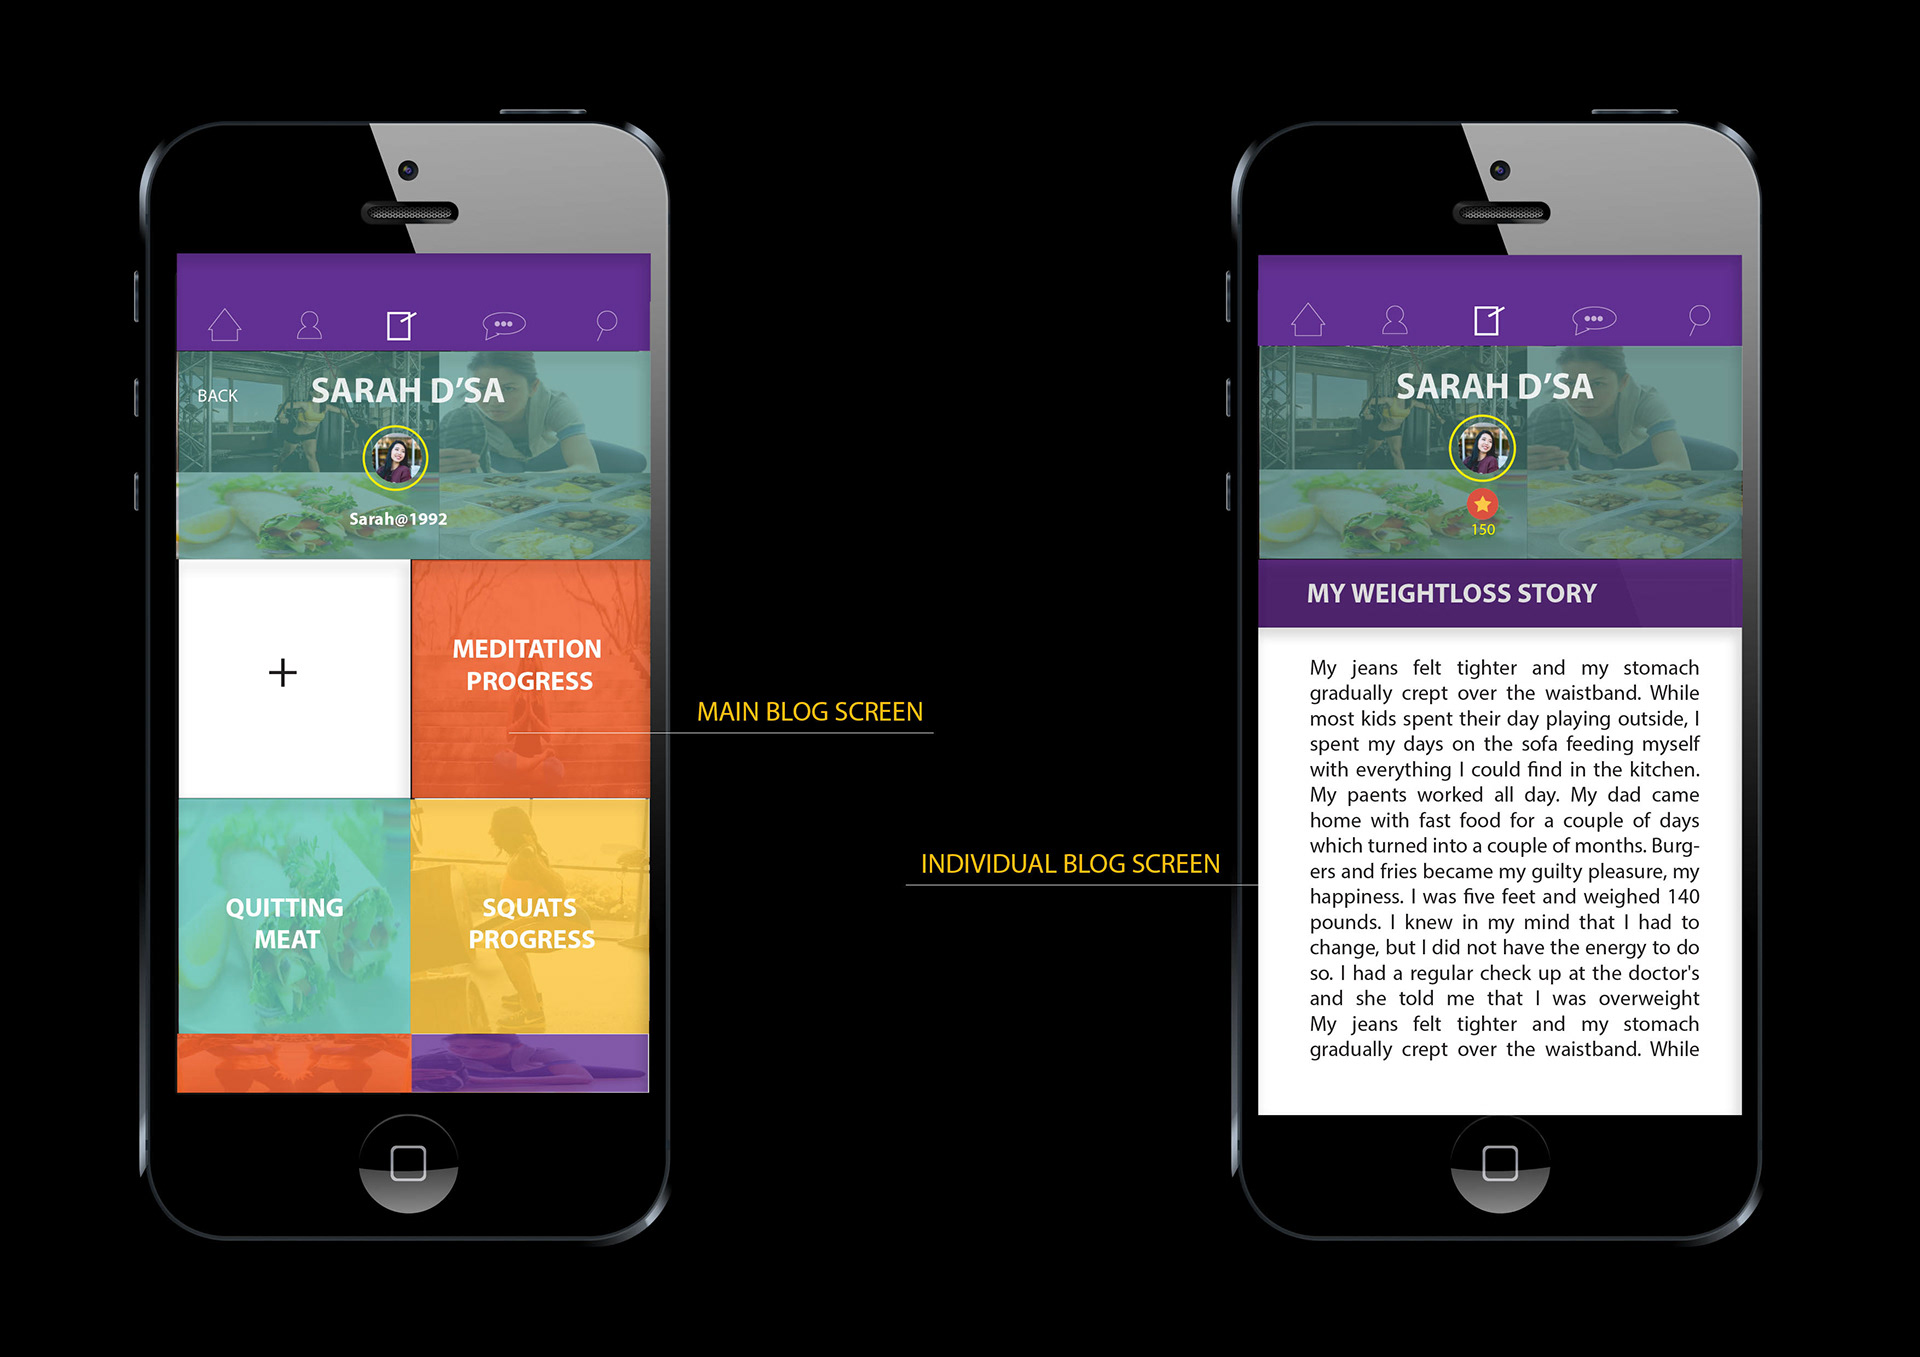 BACK
SARAH D'SA
Sarah@1992
+
MEDITATION
PROGRESS
QUITTING
MEAT
SQUATS
PROGRESS
MAIN BLOG SCREEN
INDIVIDUAL BLOG SCREEN
SARAH D'SA
150
MY WEIGHTLOSS STORY
My jeans felt tighter and my stomach
gradually crept over the waistband. While
most kids spent their day playing outside, I
spent my days on the sofa feeding myself
with everything I could find in the kitchen.
My paents worked all day. My dad came
home with fast food for a couple of days
which turned into a couple of months. Burg-
ers and fries became my guilty pleasure, my
happiness. I was five feet and weighed 140
pounds. I knew in my mind that I had to
change, but I did not have the energy to do
so. I had a regular check up at the doctor's
and she told me that I was overweight
My jeans felt tighter and my stomach
gradually crept over the waistband. While